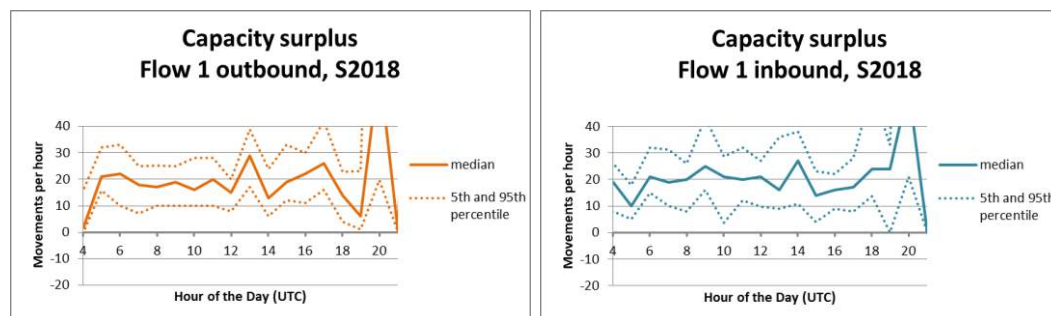 Capacity surplus
Flow 1 outbound, S2018
Movements per hour
40
30
20
10
0
-10
-20
4 6 8 10 12 14 16 18 20
Hour of the Day (UTC)
median
5th and 95th
percentile
Capacity surplus
Flow 1 inbound, S2018
Movements per hour
40
30
20
10
0
-10
-20
4 6 8 10 12 14 16 18 20
Hour of the Day (UTC)
median
5th and 95th
percentile